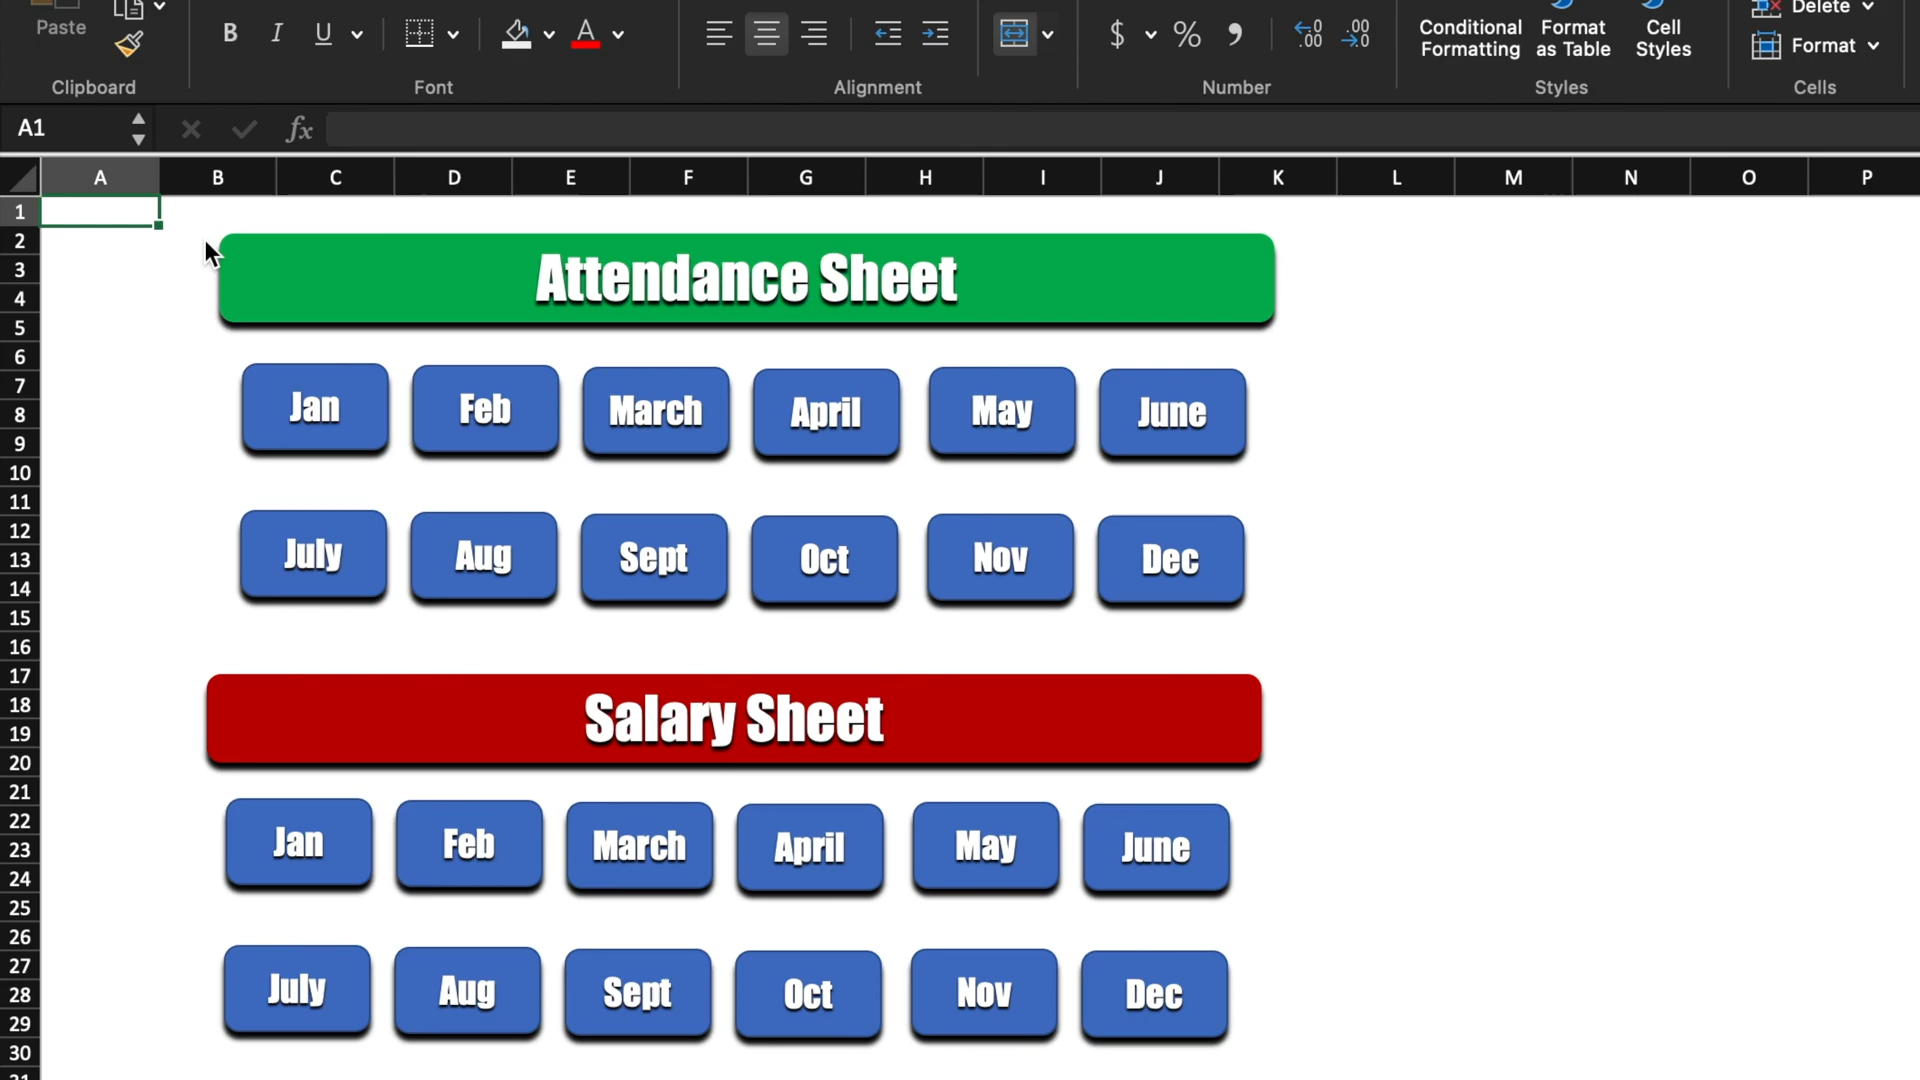 Paste
B I U A
$ % 9 .00 .00
Conditional Formatting
Format as Table
Cell Styles
Delete
Format
Clipboard Font Alignment Number Styles Cells
A1 fx
A B C D E F G H I J K L M N O P
1
2
3
4
5
6
7
8
9
10
11
12
13
14
15
16
17
18
19
20
21
22
23
24
25
26
27
28
29
30
Attendance Sheet
Jan Feb March April May June
July Aug Sept Oct Nov Dec
Salary Sheet
Jan Feb March April May June
July Aug Sept Oct Nov Dec